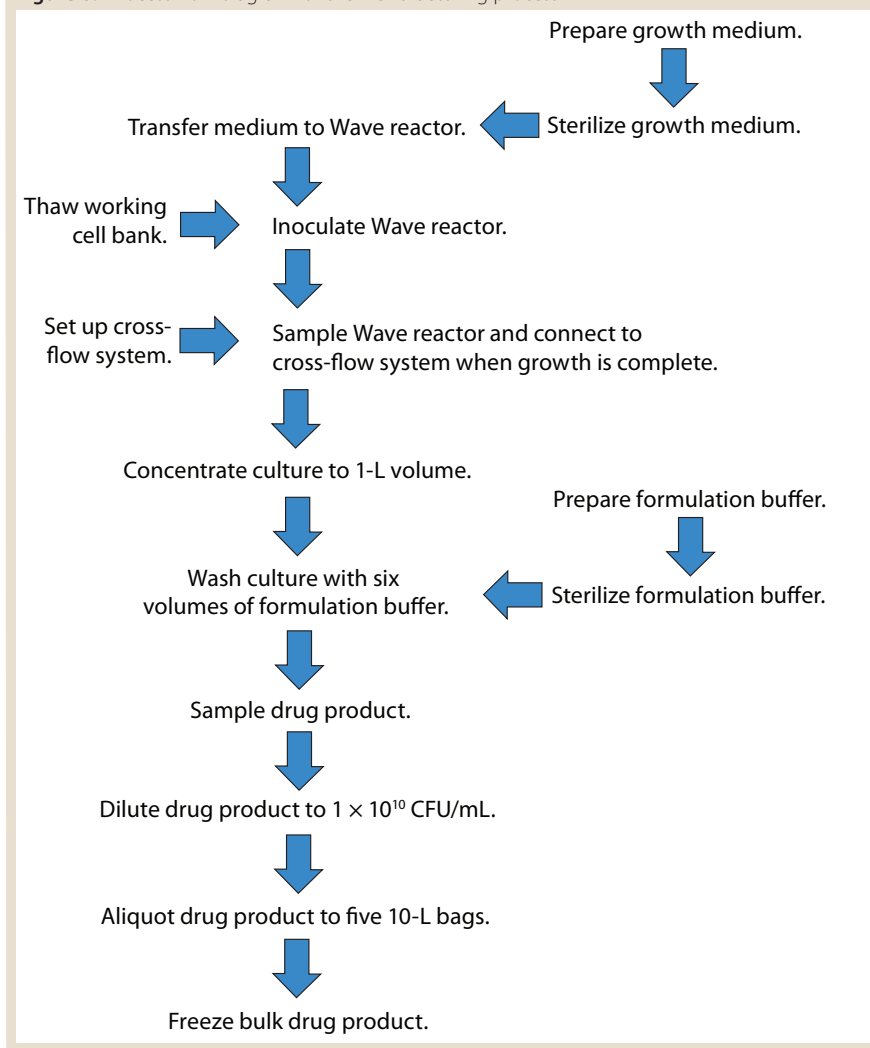 Prepare growth medium.
Sterilize growth medium.
Transfer medium to Wave reactor.
Thaw working
cell bank.
Inoculate Wave reactor.
Set up cross-
flow system.
Sample Wave reactor and connect to
cross-flow system when growth is complete.
Concentrate culture to 1-L volume.
Prepare formulation buffer.
Sterilize formulation buffer.
Wash culture with six
volumes of formulation buffer.
Sample drug product.
Dilute drug product to 1 × 10¹⁰ CFU/mL.
Aliquot drug product to five 10-L bags.
Freeze bulk drug product.